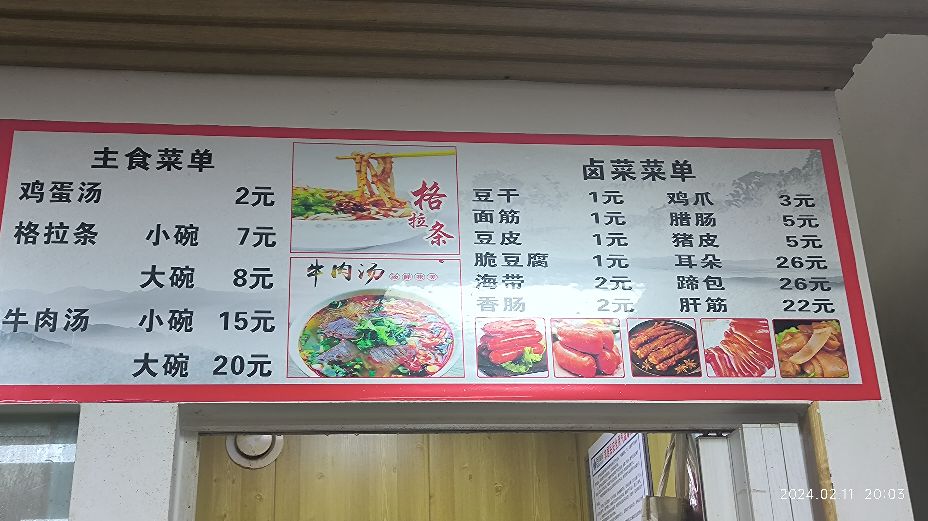 主食菜单
鸡蛋汤 2元
格拉条 小碗 7元
大碗 8元
牛肉汤 小碗 15元
大碗 20元
格拉条
牛肉汤
卤菜菜单
豆干 1元 鸡爪 3元
面筋 1元 腊肠 5元
豆皮 1元 猪皮 5元
脆豆腐 1元 耳朵 26元
海带 2元 蹄包 26元
香肠 2元 肝筋 22元
2024.02.11 20:03